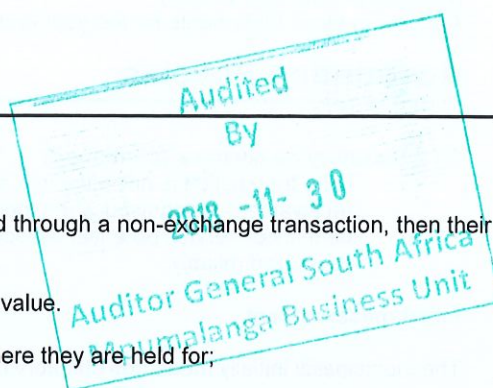 Audited
By
2018 -11- 30
d through a non-exchange transaction, then their
value.
Auditor General South Africa
Mpumalanga Business Unit
ere they are held for;